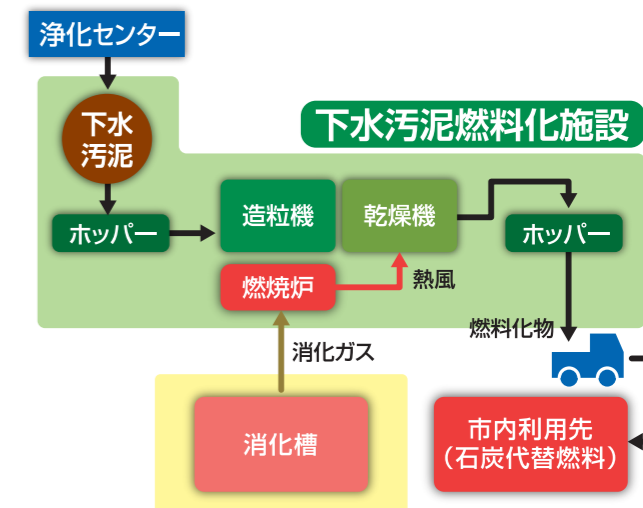 浄化センター
下水
汚泥
下水汚泥燃料化施設
ホッパー
造粒機
乾燥機
ホッパー
燃焼炉
熱風
燃料化物
消化ガス
消化槽
市内利用先
（石炭代替燃料）